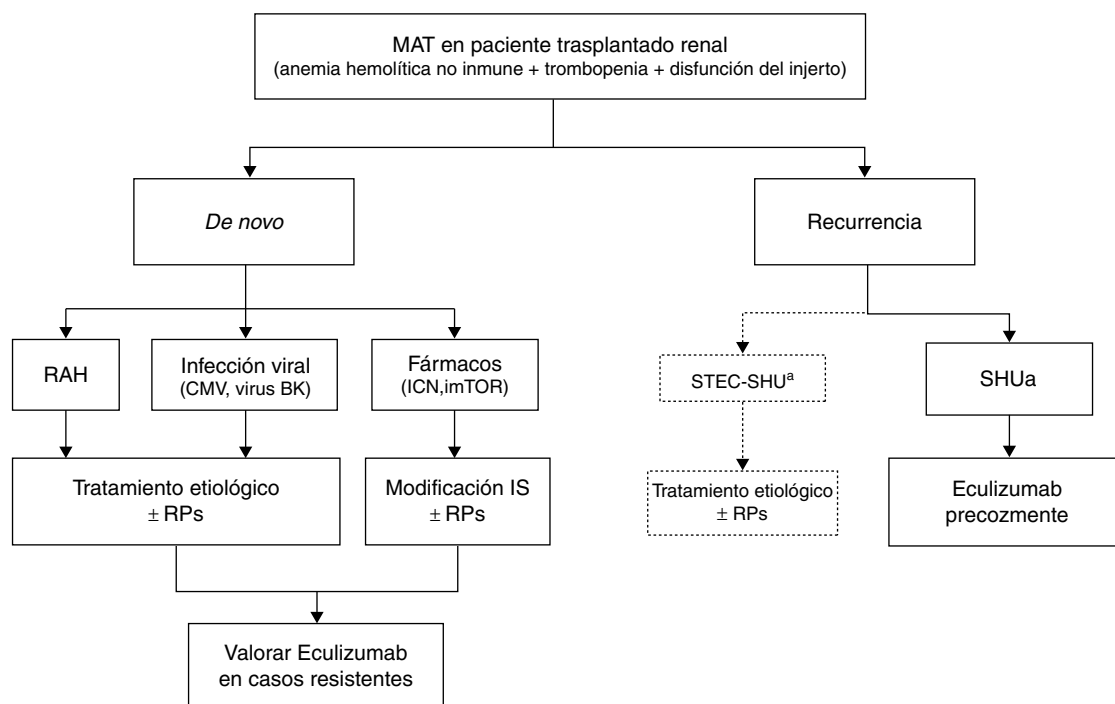 MAT en paciente trasplantado renal
(anemia hemolítica no inmune + trombopenia + disfunción del injerto)
De novo
Recurrencia
RAH
Infección viral
(CMV, virus BK)
Fármacos
(ICN,imTOR)
STEC-SHUª
SHUa
Tratamiento etiológico
± RPs
Modificación IS
± RPs
Tratamiento etiológico
± RPs
Eculizumab
precozmente
Valorar Eculizumab
en casos resistentes